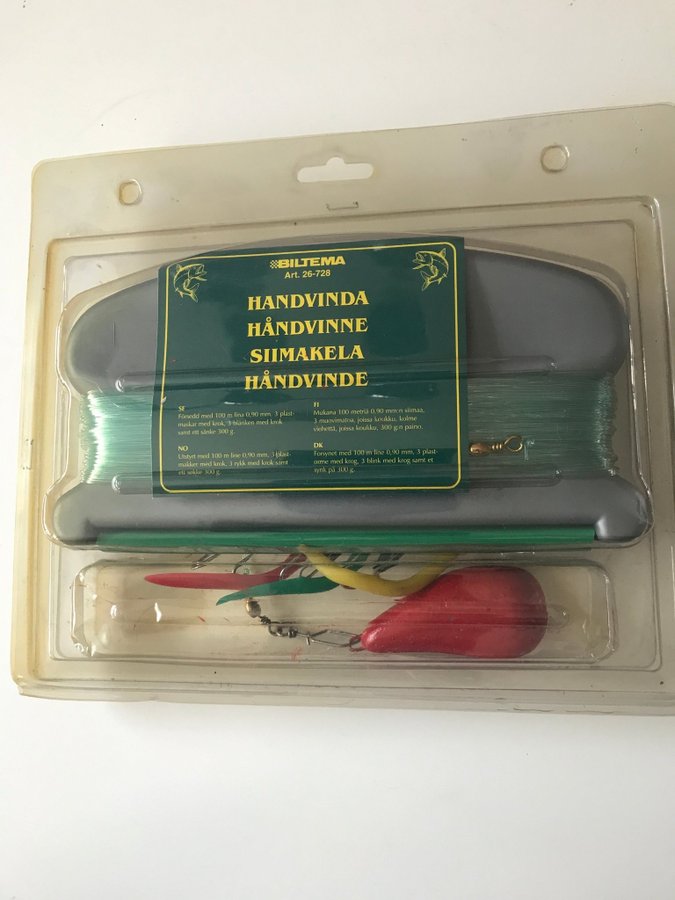 BILTEMA
Art. 26-728
HANDVINDA
HÅNDVINNE
SIIMAKELA
HÅNDVINDE
SE
Försedd med 100 m lina 0,90 mm, 3 plast-
maskar med krok, 3 blänken med krok
samt ett sänke 300 g.
FI
Mukana 100 metriä 0,90 mm:n siimaa,
3 muovimatoa, joissa koukku, kolme
viehettä, joissa koukku, 300 g:n paino.
NO
Utstyrt med 100 m line 0,90 mm, 3 plast-
makker med krok, 3 rykk med krok samt
ett søkke 300 g.
DK
Forsynet med 100 m line 0,90 mm, 3 plast-
orme med krog, 3 blink med krog samt et
synk på 300 g.